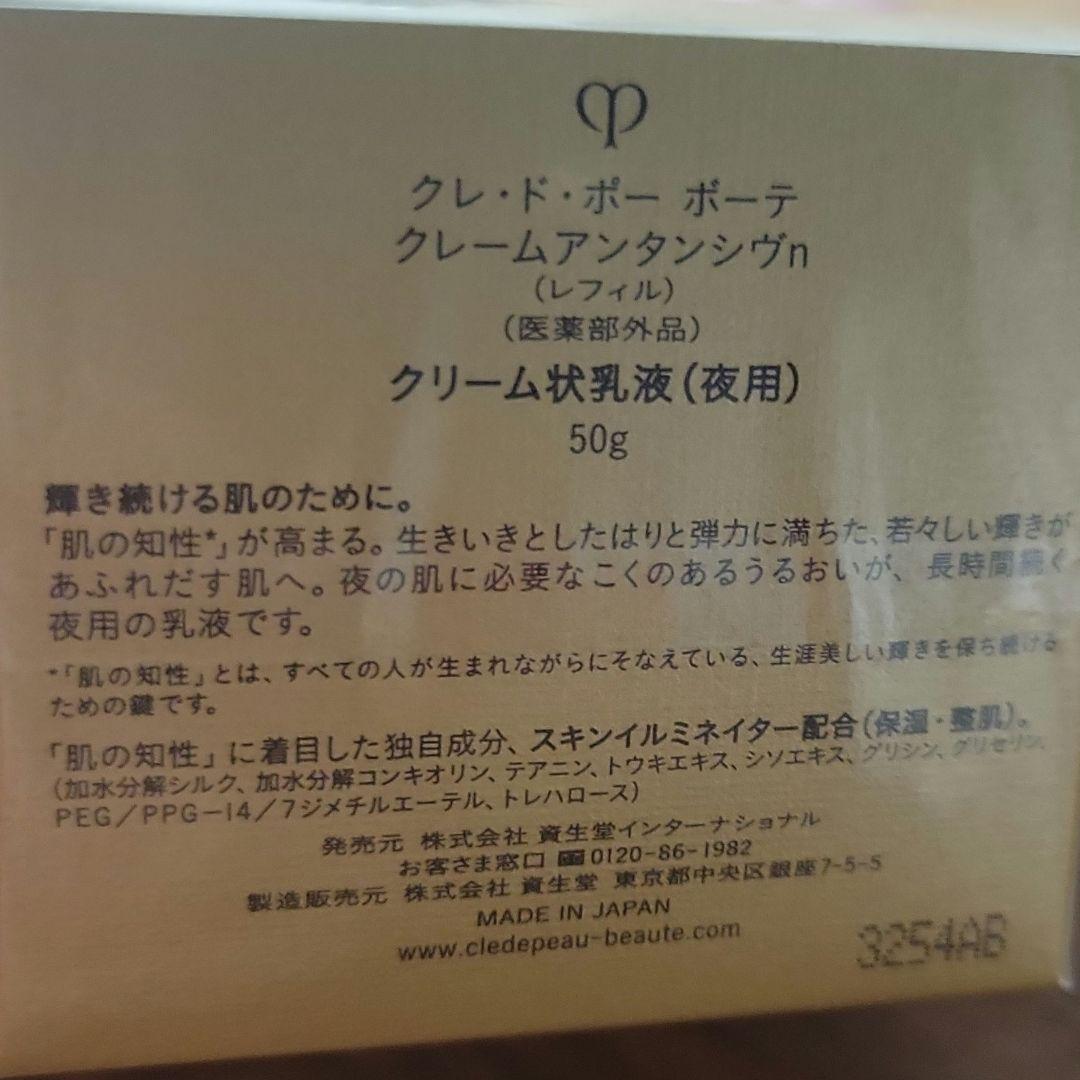 クレ・ド・ポー ボーテ
クレームアンタンシヴn
（レフィル）
（医薬部外品）
クリーム状乳液（夜用）
50g
輝き続ける肌のために。
「肌の知性*」が高まる。生きいきとしたはりと弾力に満ちた、若々しい輝きが
あふれだす肌へ。夜の肌に必要なこくのあるうるおいが、長時間続く
夜用の乳液です。
*「肌の知性」とは、すべての人が生まれながらにそなえている、生涯美しい輝きを保ち続ける
ための鍵です。
「肌の知性」に着目した独自成分、スキンイルミネイター配合（保湿・整肌）。
（加水分解シルク、加水分解コンキオリン、テアニン、トウキエキス、シソエキス、グリシン、グリセリン、
PEG／PPG－14／7ジメチルエーテル、トレハロース）
発売元 株式会社 資生堂インターナショナル
お客さま窓口 0120-86-1982
製造販売元 株式会社 資生堂 東京都中央区銀座7-5-5
MADE IN JAPAN
www.cledepeau-beaute.com
3254AB